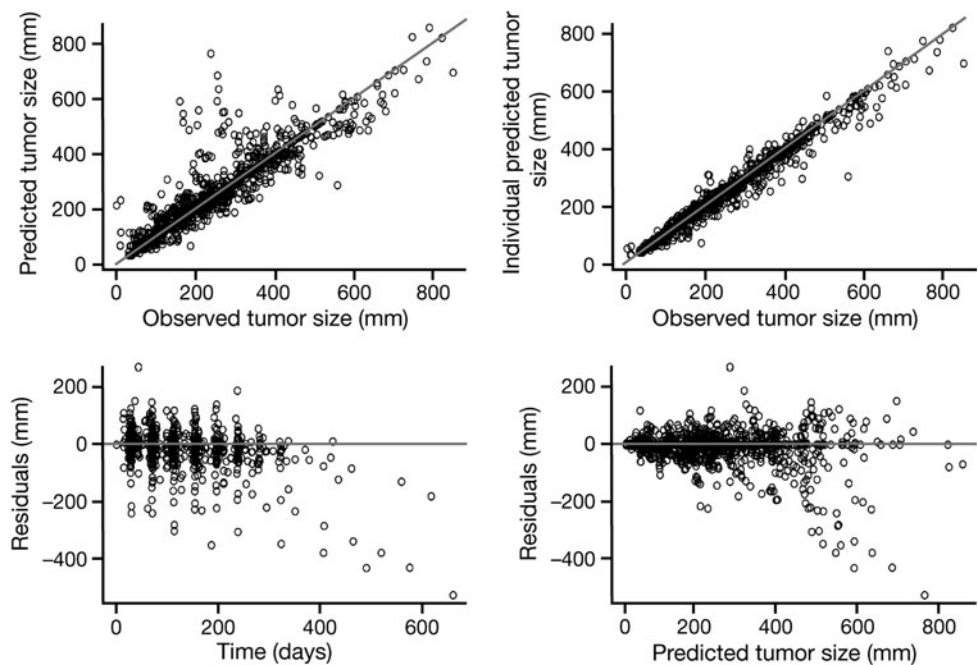 Predicted tumor size (mm)
800
600
400
200
0
0 200 400 600 800
Observed tumor size (mm)
Individual predicted tumor
size (mm)
800
600
400
200
0
0 200 400 600 800
Observed tumor size (mm)
Residuals (mm)
200
0
−200
−400
0 200 400 600
Time (days)
Residuals (mm)
200
0
−200
−400
0 200 400 600 800
Predicted tumor size (mm)